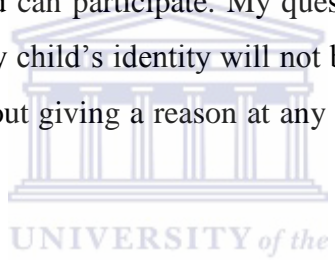 d can participate. My ques
child's identity will not b
out giving a reason at any
UNIVERSITY of the